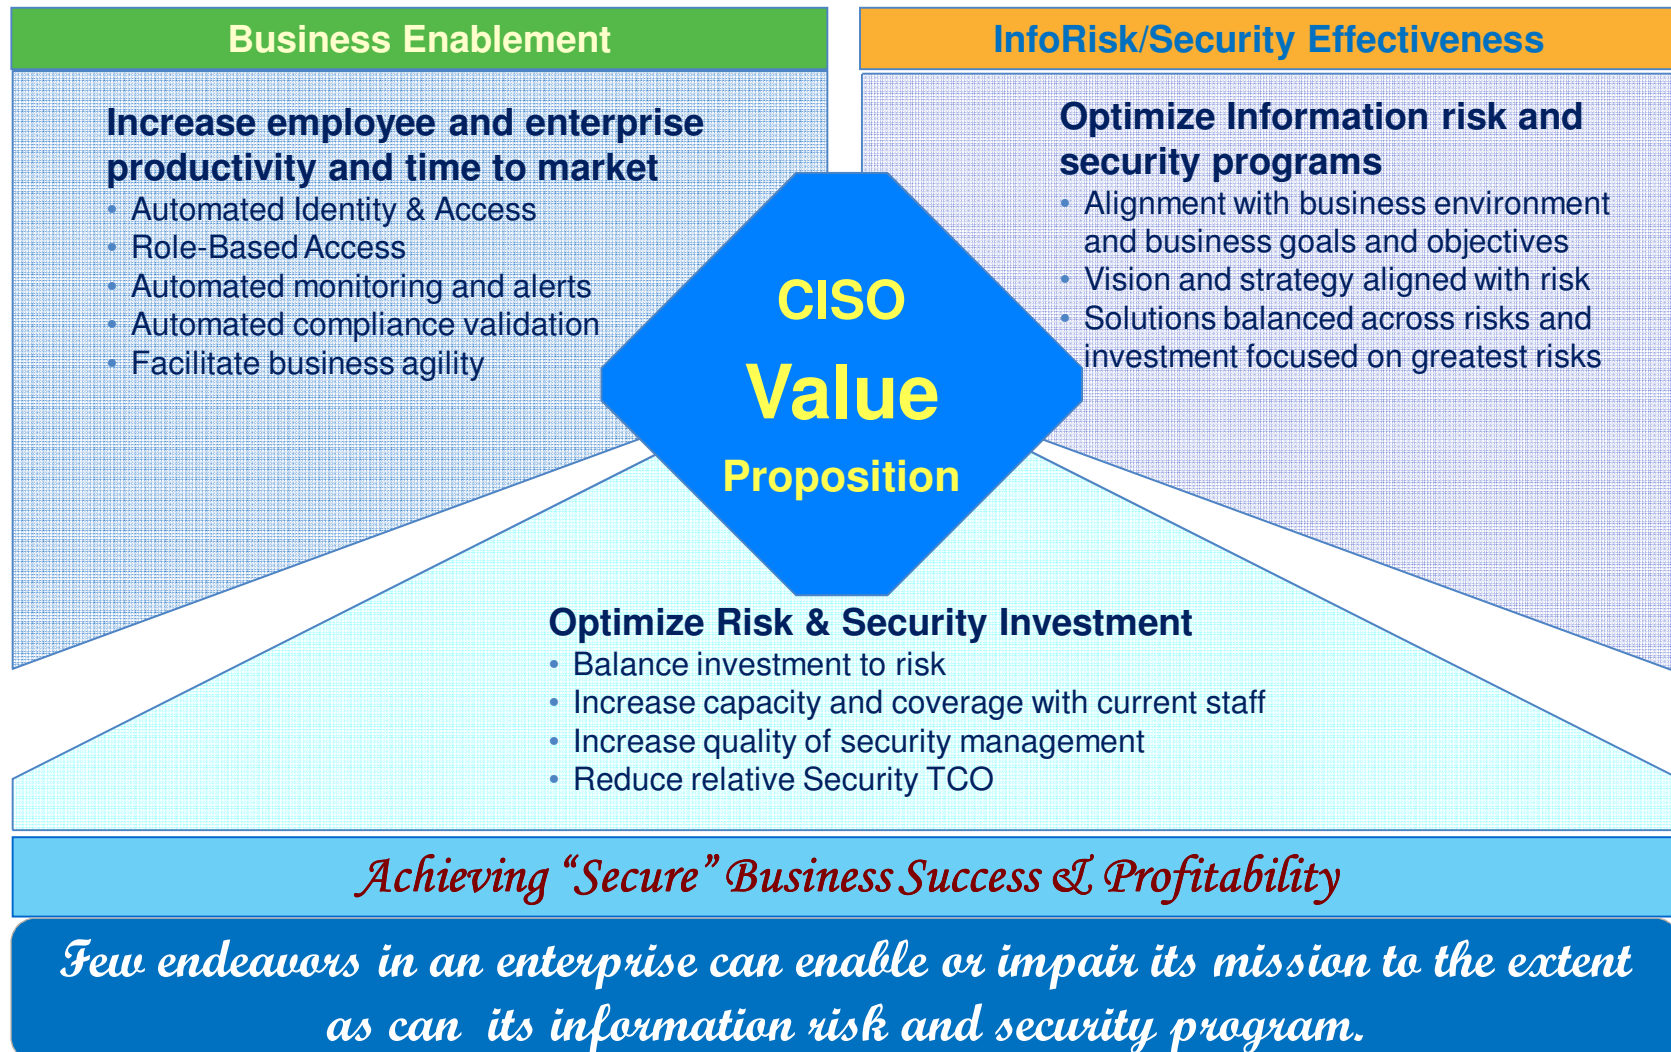 Business Enablement
Increase employee and enterprise
productivity and time to market
• Automated Identity & Access
• Role-Based Access
• Automated monitoring and alerts
• Automated compliance validation
• Facilitate business agility
InfoRisk/Security Effectiveness
Optimize Information risk and
security programs
• Alignment with business environment
and business goals and objectives
• Vision and strategy aligned with risk
• Solutions balanced across risks and
investment focused on greatest risks
CISO
Value
Proposition
Optimize Risk & Security Investment
• Balance investment to risk
• Increase capacity and coverage with current staff
• Increase quality of security management
• Reduce relative Security TCO
Achieving “Secure” Business Success & Profitability
Few endeavors in an enterprise can enable or impair its mission to the extent
as can its information risk and security program.